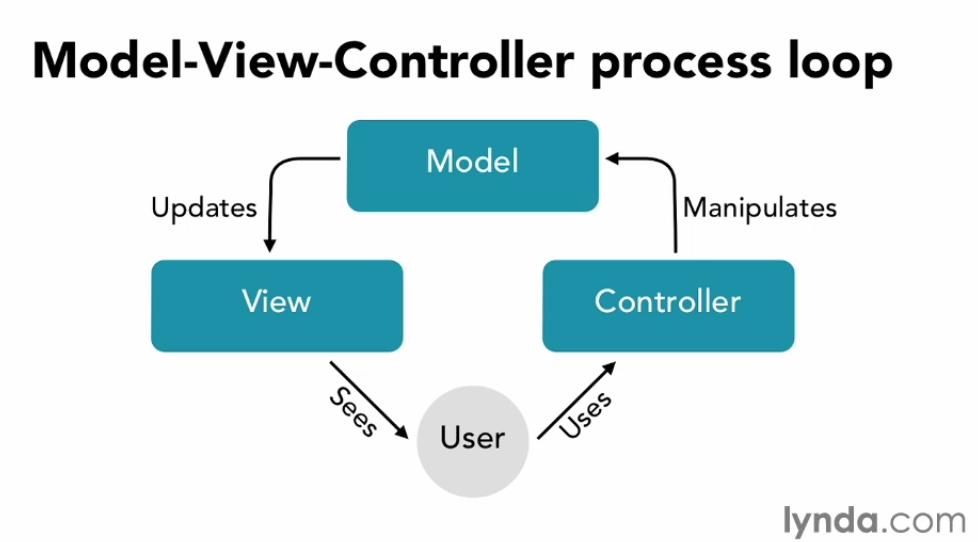 Model-View-Controller process loop
Model
Updates
Manipulates
View
Controller
Sees
Uses
User
lynda.com